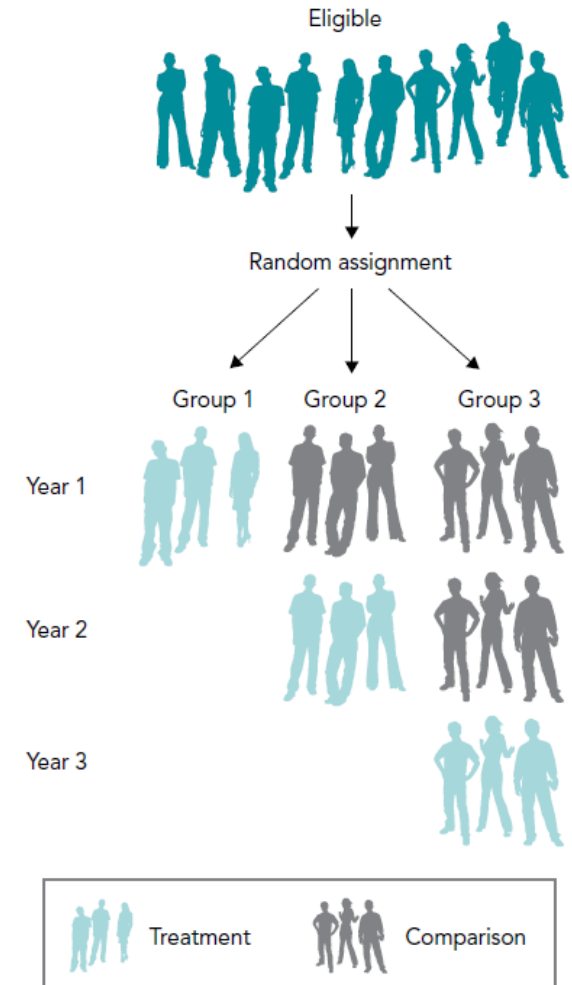 Eligible
Random assignment
Group 1 Group 2 Group 3
Year 1
Year 2
Year 3
Treatment Comparison